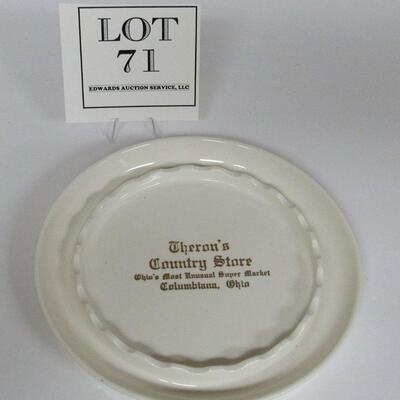 LOT
71
EDWARDS AUCTION SERVICE, LLC
Theron's
Country Store
Ohio's Most Unusual Super Market
Columbiana, Ohio